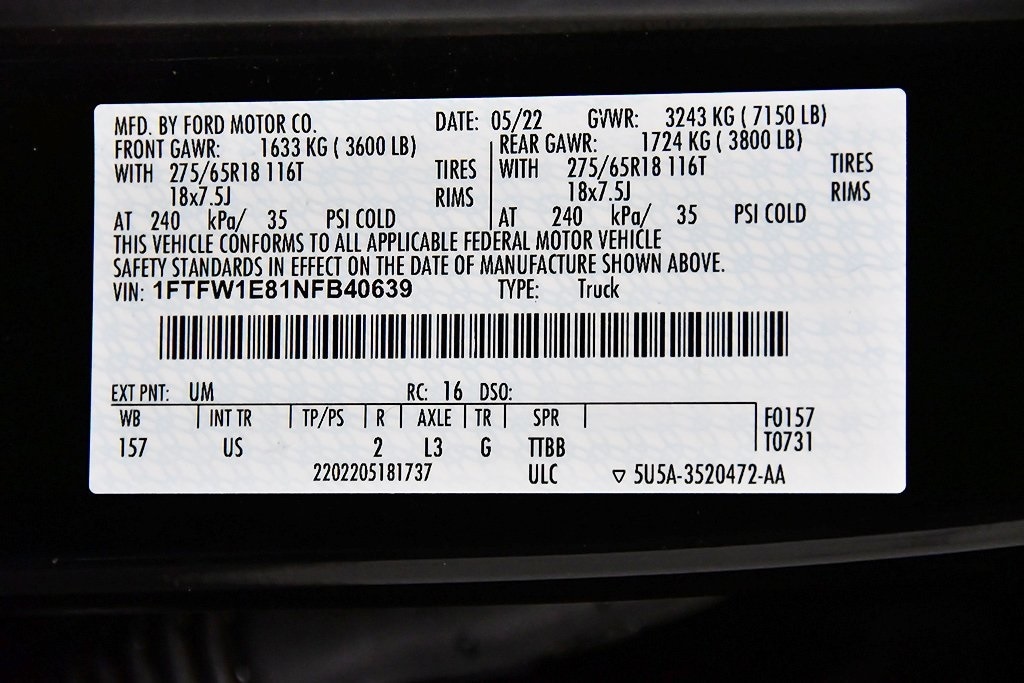 MFD. BY FORD MOTOR CO. DATE: 05/22 GVWR: 3243 KG ( 7150 LB)
FRONT GAWR: 1633 KG ( 3600 LB) REAR GAWR: 1724 KG ( 3800 LB)
WITH 275/65R18 116T TIRES WITH 275/65R18 116T TIRES
18x7.5J RIMS 18x7.5J RIMS
AT 240 kPa/ 35 PSI COLD AT 240 kPa/ 35 PSI COLD
THIS VEHICLE CONFORMS TO ALL APPLICABLE FEDERAL MOTOR VEHICLE
SAFETY STANDARDS IN EFFECT ON THE DATE OF MANUFACTURE SHOWN ABOVE.
VIN: 1FTFW1E81NFB40639 TYPE: Truck
EXT PNT: UM RC: 16 DSO:
WB INT TR TP/PS R AXLE TR SPR F0157
157 US 2 L3 G TTBB T0731
2202205181737 ULC ▽ 5U5A-3520472-AA